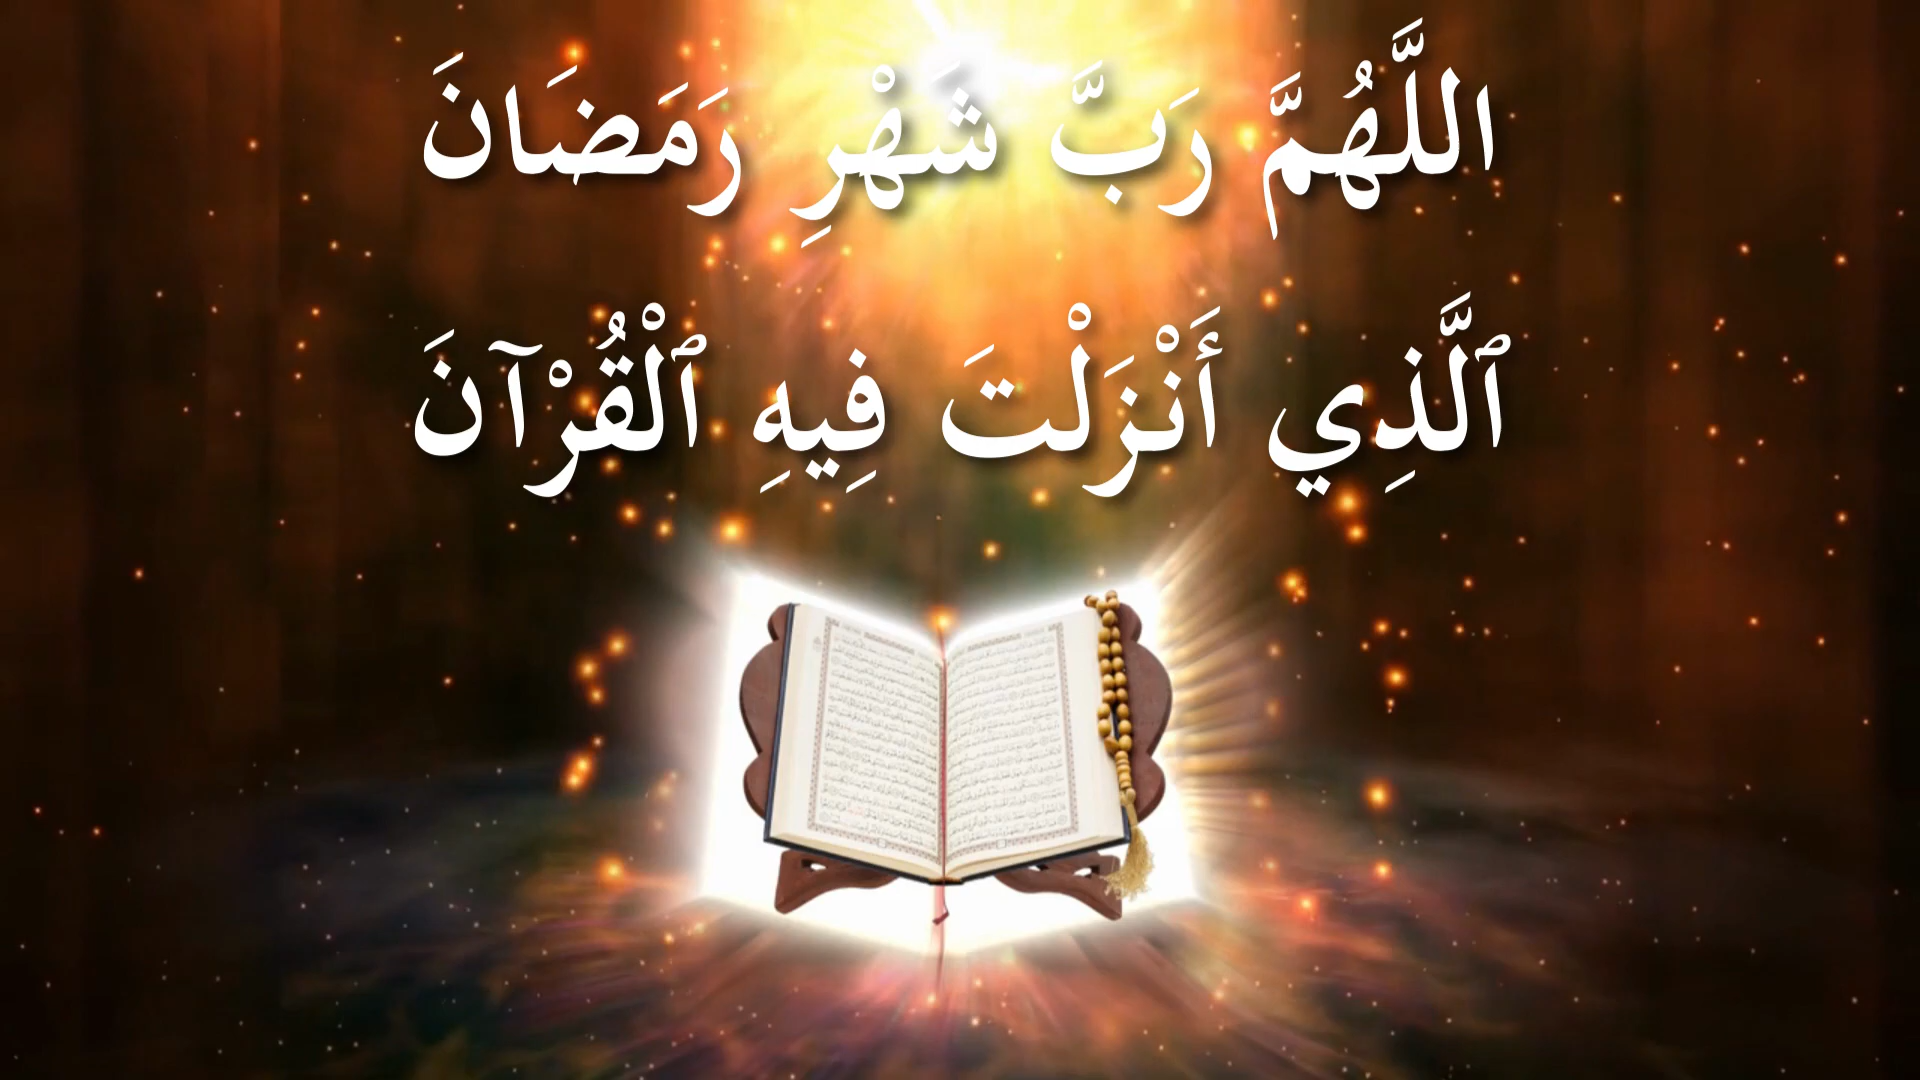 اللَّهُمَّ رَبَّ شَهْرِ رَمَضَانَ
ٱلَّذِي أَنْزَلْتَ فِيهِ ٱلْقُرْآنَ